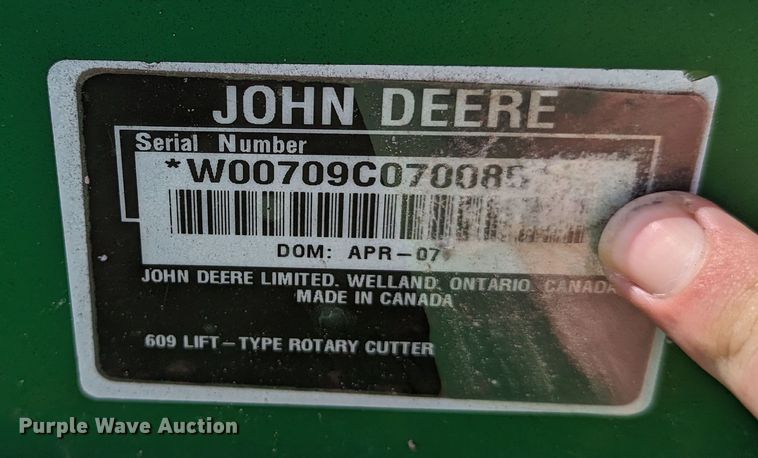 JOHN DEERE
Serial Number
DOM: APR-07
JOHN DEERE LIMITED. WELLAND, ONTARIO, CANADA
MADE IN CANADA
609 LIFT-TYPE ROTARY CUTTER
Purple Wave Auction®